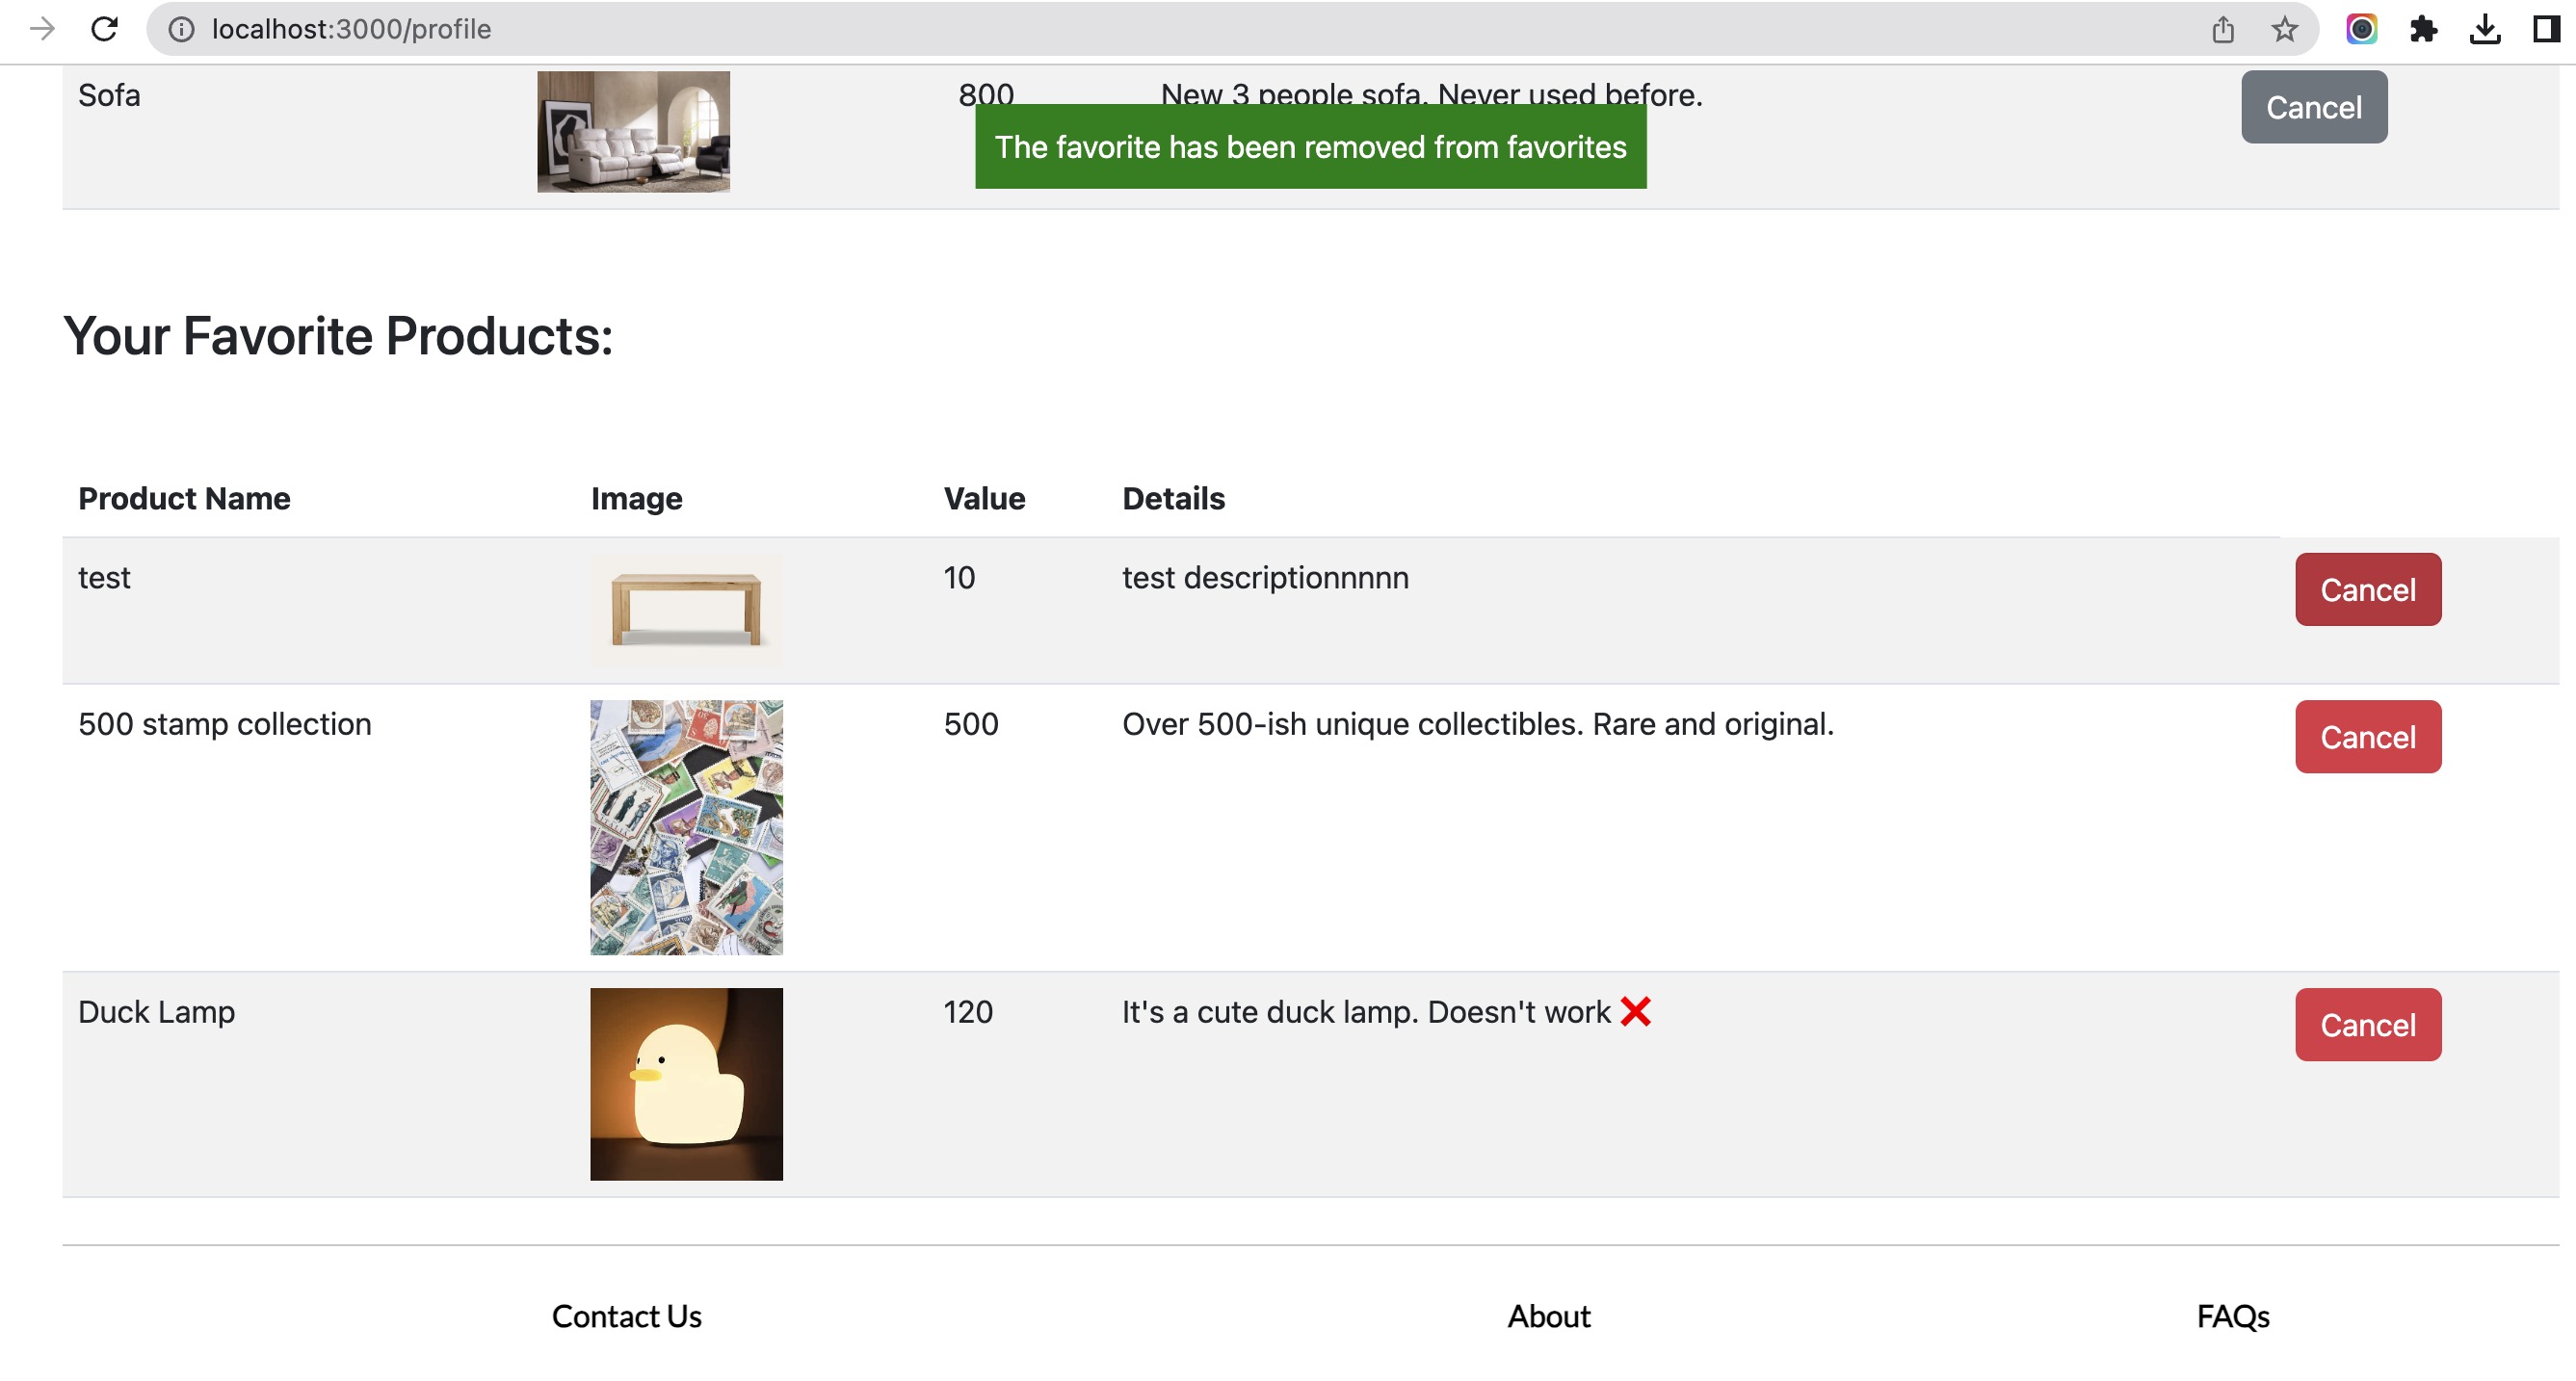 localhost:3000/profile
Sofa 800 New 3 people sofa. Never used before. Cancel
The favorite has been removed from favorites
Your Favorite Products:
Product Name Image Value Details
test 10 test descriptionnnnn Cancel
500 stamp collection 500 Over 500-ish unique collectibles. Rare and original. Cancel
Duck Lamp 120 It's a cute duck lamp. Doesn't work ❌ Cancel
Contact Us About FAQs